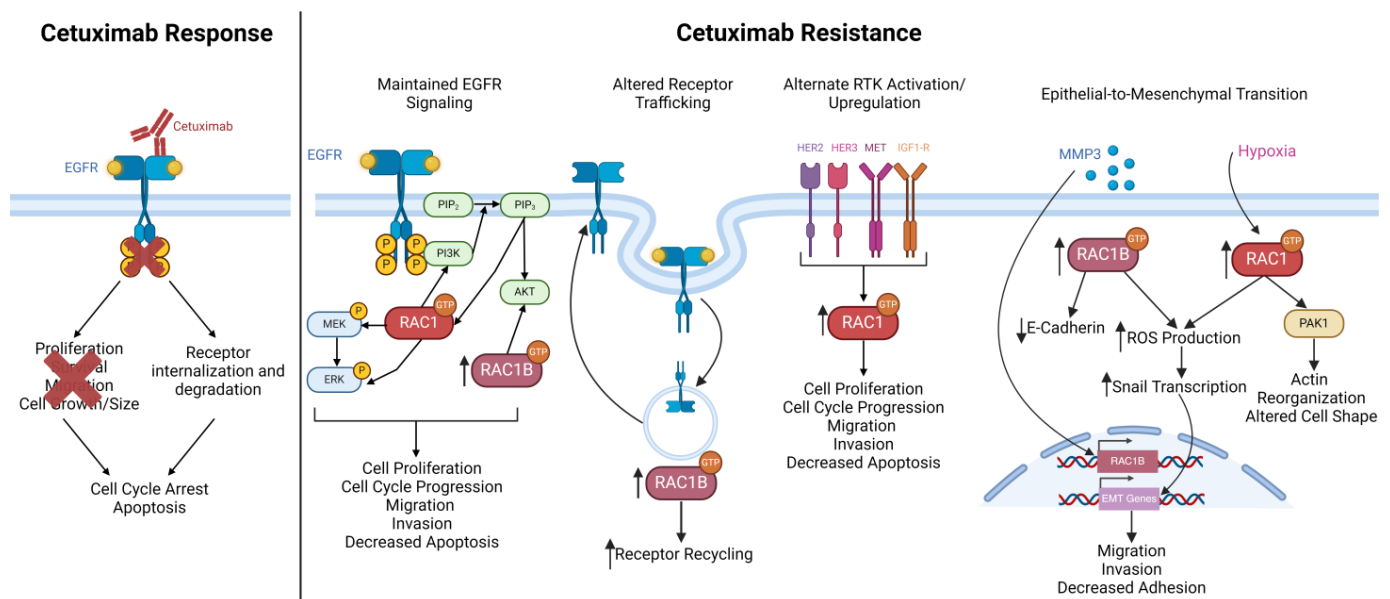 Cetuximab Response
Cetuximab
EGFR
Proliferation
Survival
Migration
Cell Growth/Size
Receptor
internalization and
degradation
Cell Cycle Arrest
Apoptosis
Cetuximab Resistance
Maintained EGFR
Signaling
EGFR
PIP2
PIP3
P
P
P
P
PI3K
AKT
MEK
P
RAC1
GTP
ERK
P
RAC1B
GTP
Cell Proliferation
Cell Cycle Progression
Migration
Invasion
Decreased Apoptosis
Altered Receptor
Trafficking
RAC1B
GTP
Receptor Recycling
Alternate RTK Activation/
Upregulation
HER2
HER3
MET
IGF1-R
RAC1
GTP
Cell Proliferation
Cell Cycle Progression
Migration
Invasion
Decreased Apoptosis
Epithelial-to-Mesenchymal Transition
MMP3
Hypoxia
RAC1B
GTP
RAC1
GTP
E-Cadherin
ROS Production
PAK1
Snail Transcription
Actin
Reorganization
Altered Cell Shape
RAC1B
EMT Genes
Migration
Invasion
Decreased Adhesion